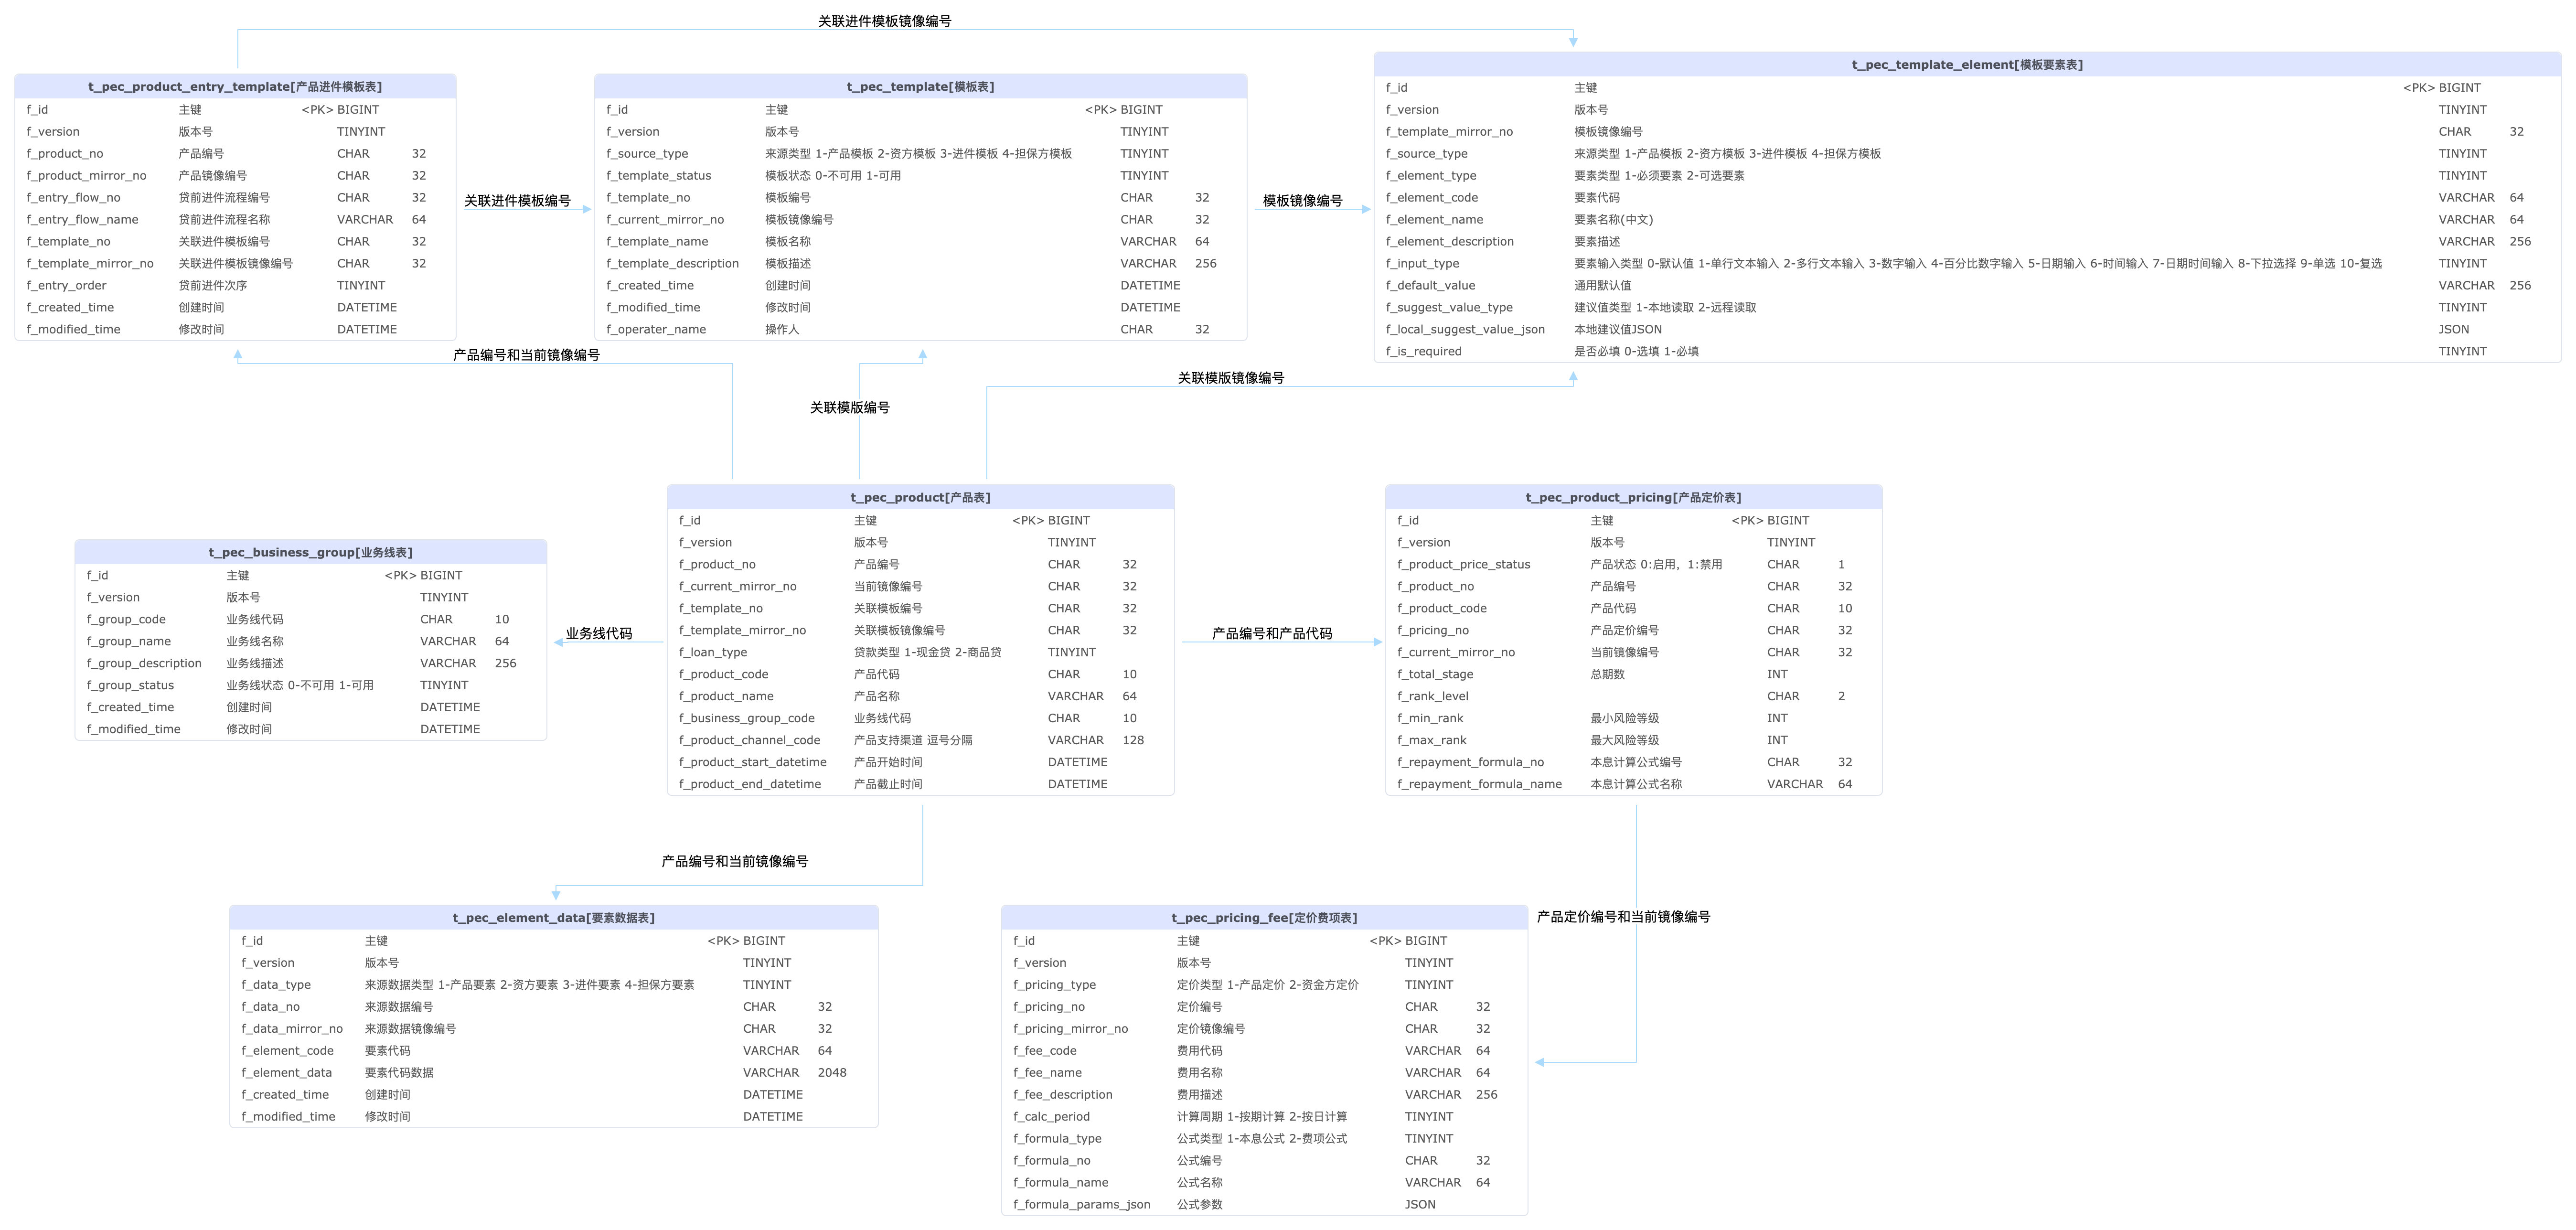 关联进件模板镜像编号
t_pec_product_entry_template[产品进件模板表]
f_id 主键 <PK> BIGINT
f_version 版本号 TINYINT
f_product_no 产品编号 CHAR 32
f_product_mirror_no 产品镜像编号 CHAR 32
f_entry_flow_no 贷前进件流程编号 CHAR 32
f_entry_flow_name 贷前进件流程名称 VARCHAR 64
f_template_no 关联进件模板编号 CHAR 32
f_template_mirror_no 关联进件模板镜像编号 CHAR 32
f_entry_order 贷前进件次序 TINYINT
f_created_time 创建时间 DATETIME
f_modified_time 修改时间 DATETIME
关联进件模板编号
t_pec_template[模板表]
f_id 主键 <PK> BIGINT
f_version 版本号 TINYINT
f_source_type 来源类型 1-产品模板 2-资方模板 3-进件模板 4-担保方模板 TINYINT
f_template_status 模板状态 0-不可用 1-可用 TINYINT
f_template_no 模板编号 CHAR 32
f_current_mirror_no 模板镜像编号 CHAR 32
f_template_name 模板名称 VARCHAR 64
f_template_description 模板描述 VARCHAR 256
f_created_time 创建时间 DATETIME
f_modified_time 修改时间 DATETIME
f_operater_name 操作人 CHAR 32
模板镜像编号
t_pec_template_element[模板要素表]
f_id 主键 <PK> BIGINT
f_version 版本号 TINYINT
f_template_mirror_no 模板镜像编号 CHAR 32
f_source_type 来源类型 1-产品模板 2-资方模板 3-进件模板 4-担保方模板 TINYINT
f_element_type 要素类型 1-必须要素 2-可选要素 TINYINT
f_element_code 要素代码 VARCHAR 64
f_element_name 要素名称(中文) VARCHAR 64
f_element_description 要素描述 VARCHAR 256
f_input_type 要素输入类型 0-默认值 1-单行文本输入 2-多行文本输入 3-数字输入 4-百分比数字输入 5-日期输入 6-时间输入 7-日期时间输入 8-下拉选择 9-单选 10-复选 TINYINT
f_default_value 通用默认值 VARCHAR 256
f_suggest_value_type 建议值类型 1-本地读取 2-远程读取 TINYINT
f_local_suggest_value_json 本地建议值JSON JSON
f_is_required 是否必填 0-选填 1-必填 TINYINT
产品编号和当前镜像编号
关联模版编号
关联模版镜像编号
t_pec_business_group[业务线表]
f_id 主键 <PK> BIGINT
f_version 版本号 TINYINT
f_group_code 业务线代码 CHAR 10
f_group_name 业务线名称 VARCHAR 64
f_group_description 业务线描述 VARCHAR 256
f_group_status 业务线状态 0-不可用 1-可用 TINYINT
f_created_time 创建时间 DATETIME
f_modified_time 修改时间 DATETIME
业务线代码
t_pec_product[产品表]
f_id 主键 <PK> BIGINT
f_version 版本号 TINYINT
f_product_no 产品编号 CHAR 32
f_current_mirror_no 当前镜像编号 CHAR 32
f_template_no 关联模板编号 CHAR 32
f_template_mirror_no 关联模板镜像编号 CHAR 32
f_loan_type 贷款类型 1-现金贷 2-商品贷 TINYINT
f_product_code 产品代码 CHAR 10
f_product_name 产品名称 VARCHAR 64
f_business_group_code 业务线代码 CHAR 10
f_product_channel_code 产品支持渠道 逗号分隔 VARCHAR 128
f_product_start_datetime 产品开始时间 DATETIME
f_product_end_datetime 产品截止时间 DATETIME
产品编号和产品代码
t_pec_product_pricing[产品定价表]
f_id 主键 <PK> BIGINT
f_version 版本号 TINYINT
f_product_price_status 产品状态 0:启用，1:禁用 CHAR 1
f_product_no 产品编号 CHAR 32
f_product_code 产品代码 CHAR 10
f_pricing_no 产品定价编号 CHAR 32
f_current_mirror_no 当前镜像编号 CHAR 32
f_total_stage 总期数 INT
f_rank_level CHAR 2
f_min_rank 最小风险等级 INT
f_max_rank 最大风险等级 INT
f_repayment_formula_no 本息计算公式编号 CHAR 32
f_repayment_formula_name 本息计算公式名称 VARCHAR 64
产品编号和当前镜像编号
t_pec_element_data[要素数据表]
f_id 主键 <PK> BIGINT
f_version 版本号 TINYINT
f_data_type 来源数据类型 1-产品要素 2-资方要素 3-进件要素 4-担保方要素 TINYINT
f_data_no 来源数据编号 CHAR 32
f_data_mirror_no 来源数据镜像编号 CHAR 32
f_element_code 要素代码 VARCHAR 64
f_element_data 要素代码数据 VARCHAR 2048
f_created_time 创建时间 DATETIME
f_modified_time 修改时间 DATETIME
t_pec_pricing_fee[定价费项表]
f_id 主键 <PK> BIGINT
f_version 版本号 TINYINT
f_pricing_type 定价类型 1-产品定价 2-资金方定价 TINYINT
f_pricing_no 定价编号 CHAR 32
f_pricing_mirror_no 定价镜像编号 CHAR 32
f_fee_code 费用代码 VARCHAR 64
f_fee_name 费用名称 VARCHAR 64
f_fee_description 费用描述 VARCHAR 256
f_calc_period 计算周期 1-按期计算 2-按日计算 TINYINT
f_formula_type 公式类型 1-本息公式 2-费项公式 TINYINT
f_formula_no 公式编号 CHAR 32
f_formula_name 公式名称 VARCHAR 64
f_formula_params_json 公式参数 JSON
产品定价编号和当前镜像编号